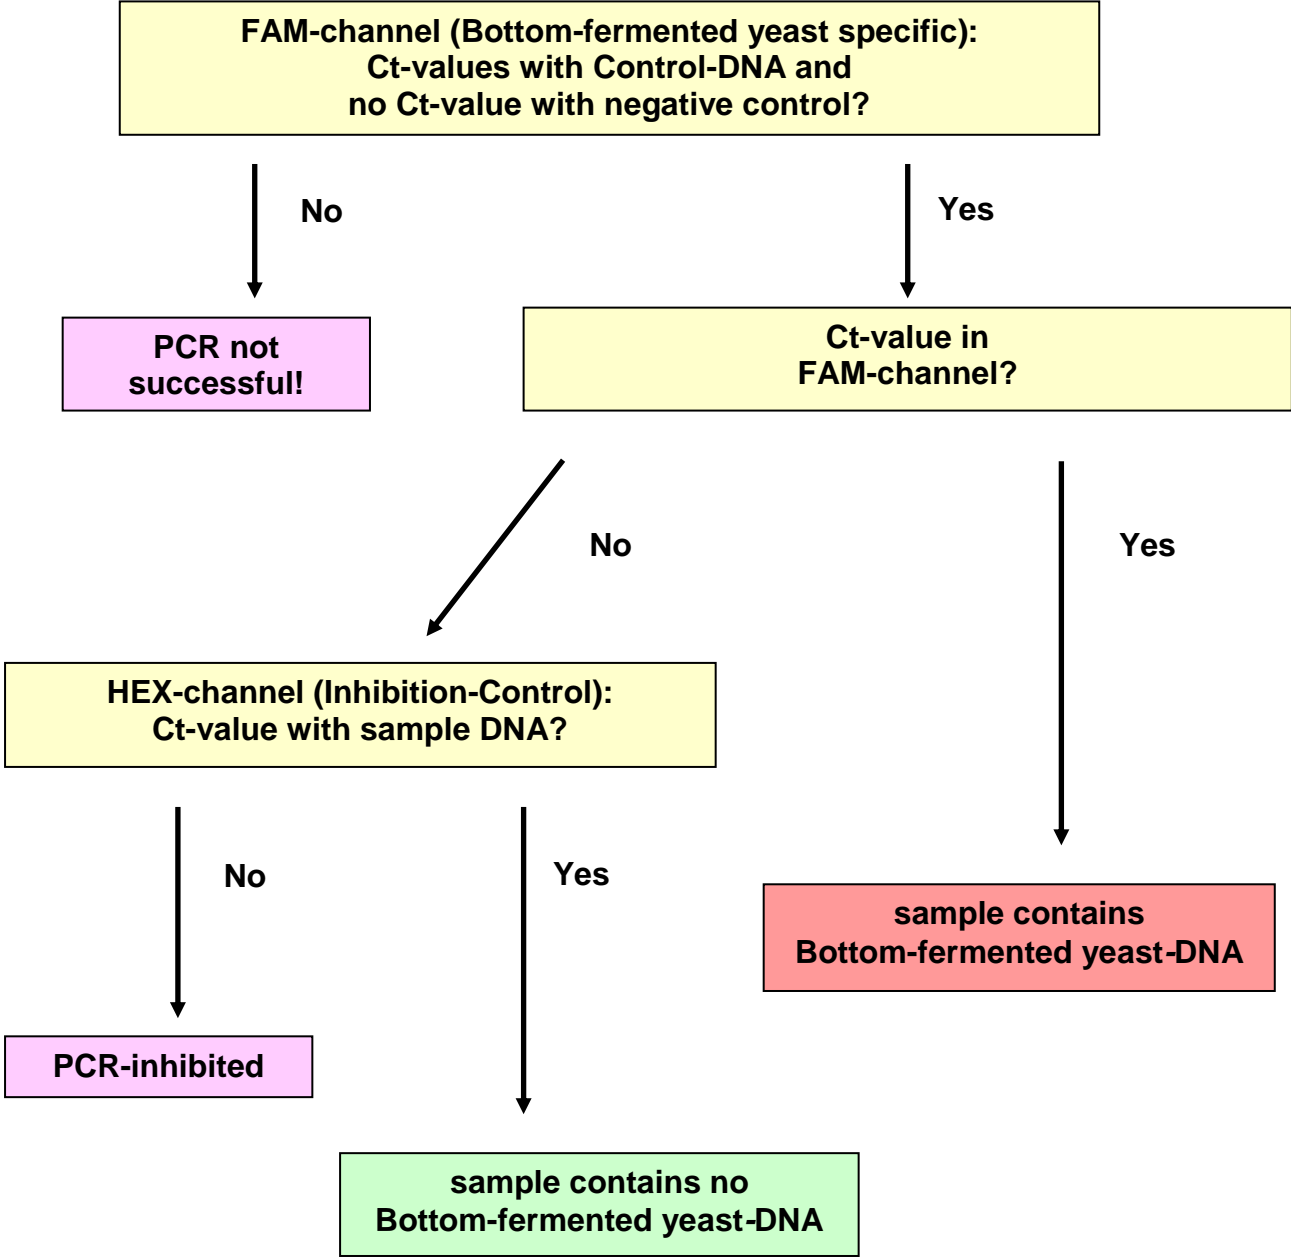 FAM-channel (Bottom-fermented yeast specific):
Ct-values with Control-DNA and
no Ct-value with negative control?
No
Yes
PCR not
successful!
Ct-value in
FAM-channel?
No
Yes
HEX-channel (Inhibition-Control):
Ct-value with sample DNA?
No
Yes
sample contains
Bottom-fermented yeast-DNA
PCR-inhibited
sample contains no
Bottom-fermented yeast-DNA